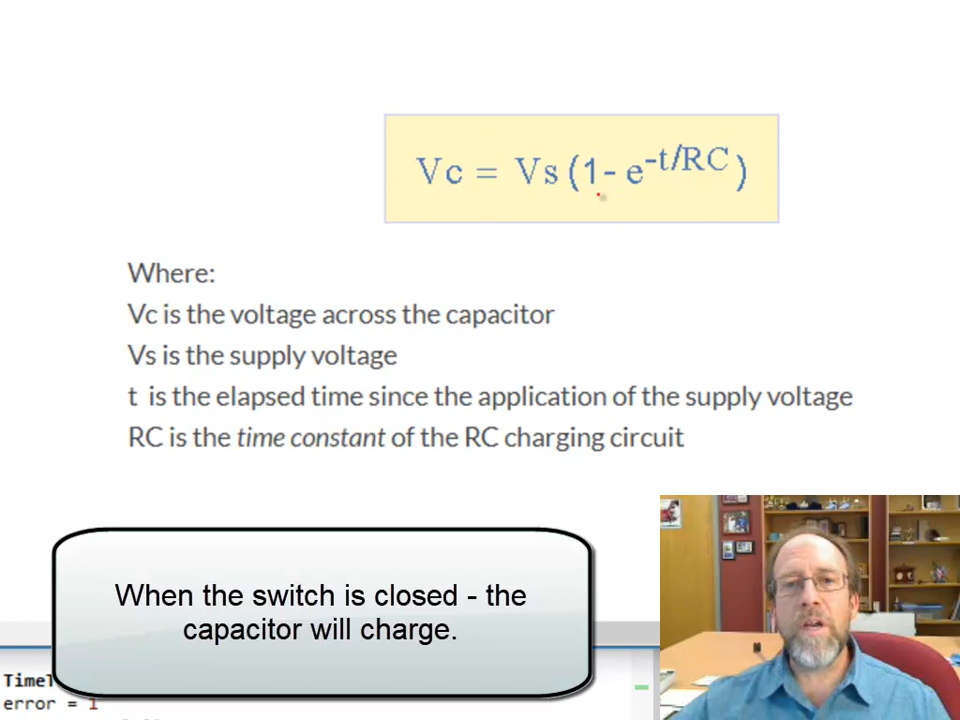 Vc = Vs (1- e-t/RC)
Where:
Vc is the voltage across the capacitor
Vs is the supply voltage
t is the elapsed time since the application of the supply voltage
RC is the time constant of the RC charging circuit
When the switch is closed - the
capacitor will charge.
error = 1